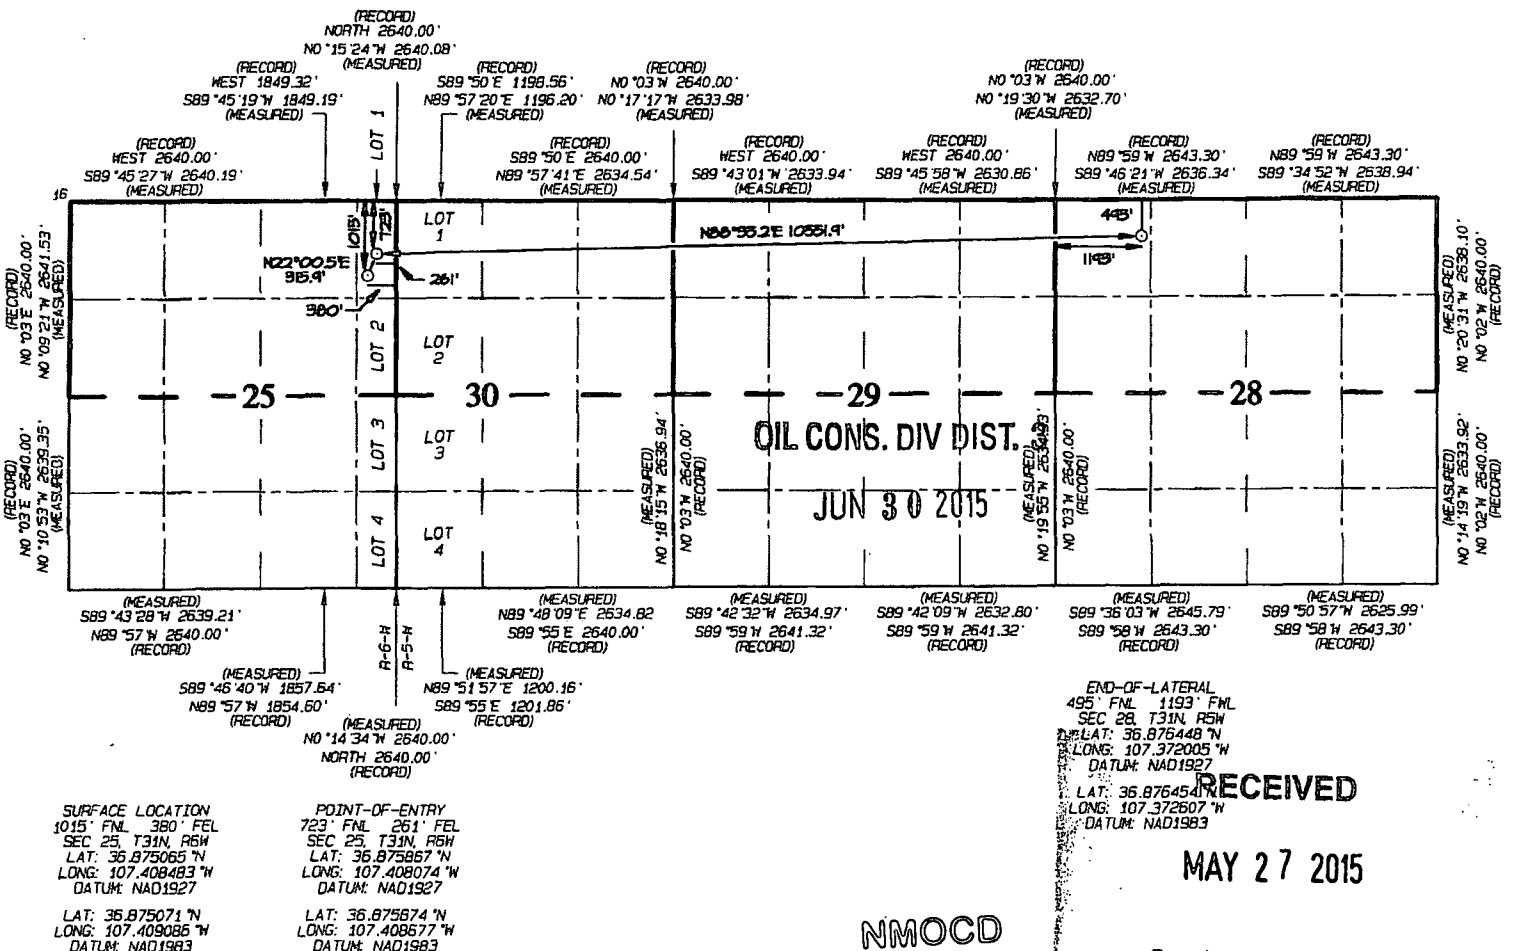 (RECORD)
NORTH 2640.00'
N0°15'24"W 2640.08'
(MEASURED)
(RECORD)
WEST 1849.32'
S89°45'19"W 1849.19'
(MEASURED)
(RECORD)
S89°50'E 1198.56'
N89°57'20"E 1196.20'
(MEASURED)
(RECORD)
N0°03'W 2640.00'
N0°17'17"W 2633.98'
(MEASURED)
(RECORD)
N0°03'W 2640.00'
N0°19'30"W 2632.70'
(MEASURED)
(RECORD)
WEST 2640.00'
S89°45'27"W 2640.19'
(MEASURED)
LOT 1
(RECORD)
S89°50'E 2640.00'
N89°57'41"E 2634.54'
(MEASURED)
(RECORD)
WEST 2640.00'
S89°43'01"W 2633.94'
(MEASURED)
(RECORD)
WEST 2640.00'
S89°45'58"W 2630.86'
(MEASURED)
(RECORD)
N89°59'W 2643.30'
S89°46'21"W 2636.34'
(MEASURED)
(RECORD)
N89°59'W 2643.30'
S89°34'52"W 2638.94'
(MEASURED)
16
(RECORD)
N0°03'E 2640.00'
N0°09'21"W 2641.53'
(MEASURED)
1015'
723'
LOT
1
N88°55.2'E 10551.9'
445'
1193'
N22°00.5'E
315.9'
261'
380'
(MEASURED)
N0°20'31"W 2638.10'
N0°02'W 2640.00'
(RECORD)
LOT 2
LOT
2
25
30
29
28
(RECORD)
N0°03'E 2640.00'
N0°10'53"W 2639.35'
(MEASURED)
LOT 3
LOT
3
LOT 4
LOT
4
(MEASURED)
N0°18'15"W 2636.94'
N0°03'W 2640.00'
(RECORD)
OIL CONS. DIV DIST.
JUN 30 2015
(MEASURED)
N0°19'55"W
N0°03'W 2640.00'
(RECORD)
(MEASURED)
N0°14'19"W 2633.92'
N0°02'W 2640.00'
(RECORD)
(MEASURED)
S89°43'28"W 2639.21'
N89°57'W 2640.00'
(RECORD)
R-6-W
R-5-W
(MEASURED)
N89°48'09"E 2634.82
S89°55'E 2640.00'
(RECORD)
(MEASURED)
S89°42'32"W 2634.97'
S89°59'W 2641.32'
(RECORD)
(MEASURED)
S89°42'09"W 2632.80'
S89°59'W 2641.32'
(RECORD)
(MEASURED)
S89°36'03"W 2645.79'
S89°58'W 2643.30'
(RECORD)
(MEASURED)
S89°50'57"W 2625.99'
S89°58'W 2643.30'
(RECORD)
(MEASURED)
S89°46'40"W 1857.64'
N89°57'W 1854.60'
(RECORD)
(MEASURED)
N89°51'57"E 1200.16'
S89°55'E 1201.86'
(RECORD)
(MEASURED)
N0°14'34"W 2640.00'
NORTH 2640.00'
(RECORD)
END-OF-LATERAL
495' FNL 1193' FWL
SEC 28, T31N, R5W
LAT: 36.876448°N
LONG: 107.372005°W
DATUM: NAD1927
LAT: 36.876454°N
LONG: 107.372607°W
DATUM: NAD1983
RECEIVED
MAY 27 2015
NMOCD
SURFACE LOCATION
1015' FNL 380' FEL
SEC 25, T31N, R6W
LAT: 36.875065°N
LONG: 107.408483°W
DATUM: NAD1927
LAT: 36.875071°N
LONG: 107.409086°W
DATUM: NAD1983
POINT-OF-ENTRY
723' FNL 261' FEL
SEC 25, T31N, R6W
LAT: 36.875867°N
LONG: 107.408074°W
DATUM: NAD1927
LAT: 36.875874°N
LONG: 107.408677°W
DATUM: NAD1983